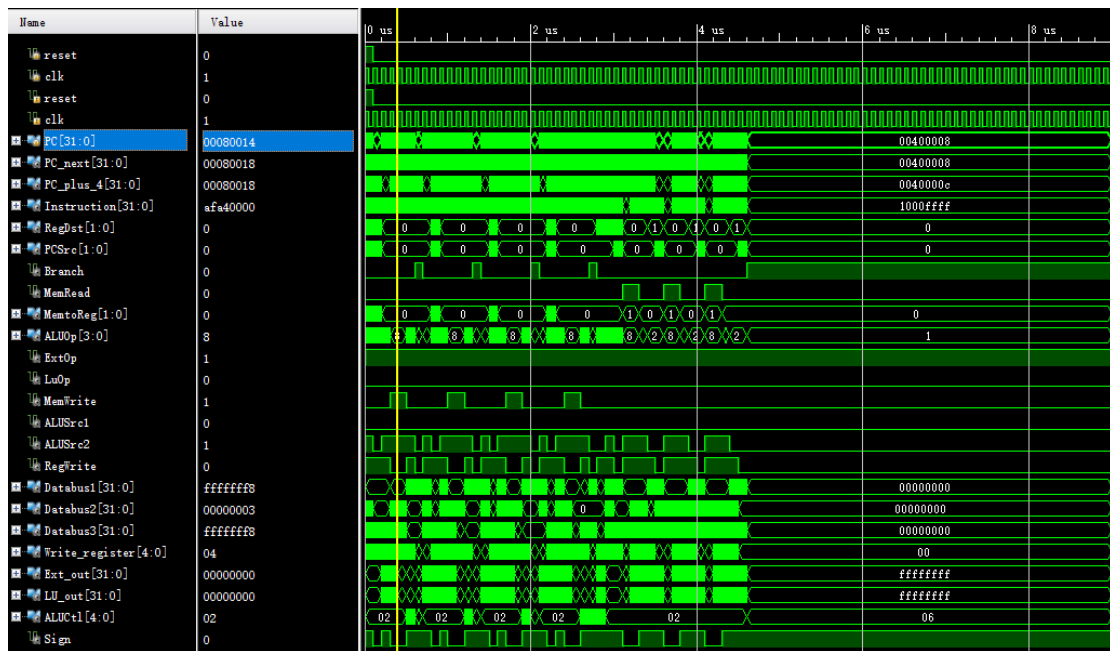 Name Value 0 us 2 us 4 us 6 us 8 us
reset 0
clk 1
reset 0
clk 1
PC[31:0] 00080014 00400008
PC_next[31:0] 00080018 00400008
PC_plus_4[31:0] 00080018 0040000c
Instruction[31:0] afa40000 1000ffff
RegDst[1:0] 0 0 0 0 0 0 1 0 1 0 1 0
PCSrc[1:0] 0 0 0 0 0 0 0 0 0
Branch 0
MemRead 0
MemtoReg[1:0] 0 0 0 0 0 1 0 1 0 1 0
ALUOp[3:0] 8 8 8 8 8 8 2 8 2 8 2 1
ExtOp 1
LuOp 0
MemWrite 1
ALUSrc1 0
ALUSrc2 1
RegWrite 0
Databus1[31:0] fffffff8 00000000
Databus2[31:0] 00000003 0 00000000
Databus3[31:0] fffffff8 00000000
Write_register[4:0] 04 00
Ext_out[31:0] 00000000 ffffffff
LU_out[31:0] 00000000 ffffffff
ALUCtl[4:0] 02 02 02 02 02 02 06
Sign 0